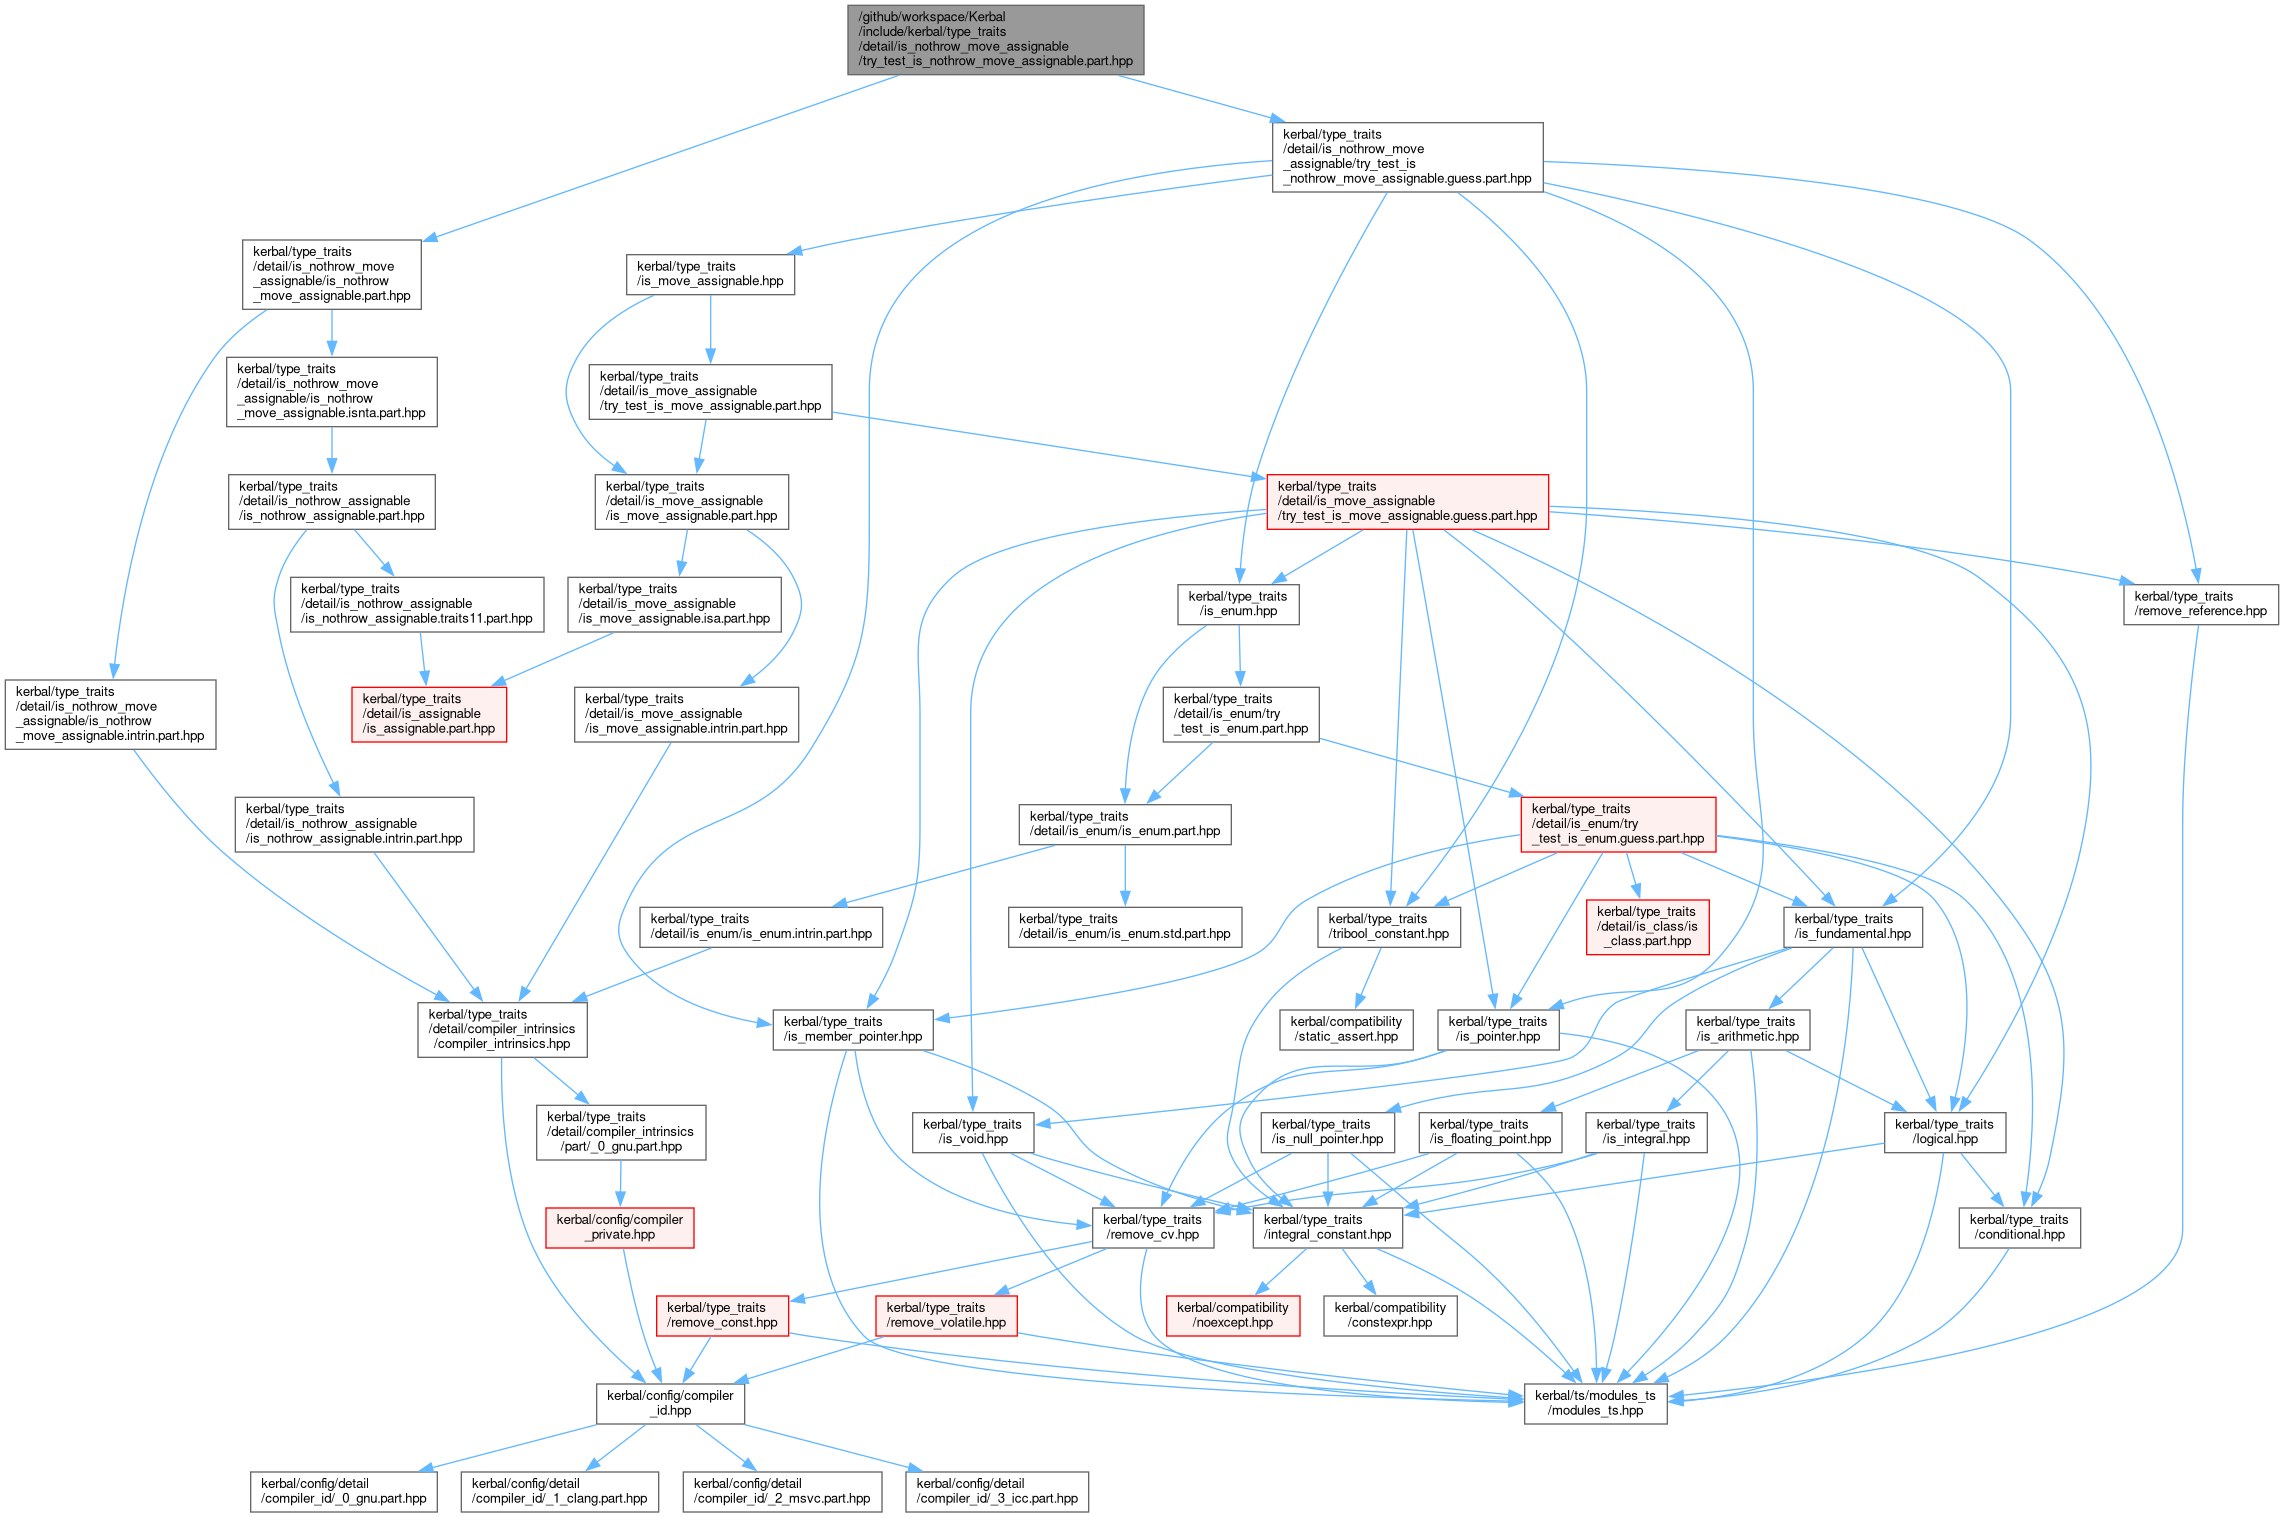 /github/workspace/Kerbal
/include/kerbal/type_traits
/detail/is_nothrow_move_assignable
/try_test_is_nothrow_move_assignable.part.hpp
kerbal/type_traits
/detail/is_nothrow_move
_assignable/try_test_is
_nothrow_move_assignable.guess.part.hpp
kerbal/type_traits
/detail/is_nothrow_move
_assignable/is_nothrow
_move_assignable.part.hpp
kerbal/type_traits
/is_move_assignable.hpp
kerbal/type_traits
/detail/is_nothrow_move
_assignable/is_nothrow
_move_assignable.isnta.part.hpp
kerbal/type_traits
/detail/is_move_assignable
/try_test_is_move_assignable.part.hpp
kerbal/type_traits
/detail/is_nothrow_assignable
/is_nothrow_assignable.part.hpp
kerbal/type_traits
/detail/is_move_assignable
/is_move_assignable.part.hpp
kerbal/type_traits
/detail/is_move_assignable
/try_test_is_move_assignable.guess.part.hpp
kerbal/type_traits
/detail/is_nothrow_assignable
/is_nothrow_assignable.traits11.part.hpp
kerbal/type_traits
/detail/is_move_assignable
/is_move_assignable.isa.part.hpp
kerbal/type_traits
/is_enum.hpp
kerbal/type_traits
/remove_reference.hpp
kerbal/type_traits
/detail/is_nothrow_move
_assignable/is_nothrow
_move_assignable.intrin.part.hpp
kerbal/type_traits
/detail/is_assignable
/is_assignable.part.hpp
kerbal/type_traits
/detail/is_move_assignable
/is_move_assignable.intrin.part.hpp
kerbal/type_traits
/detail/is_enum/try
_test_is_enum.part.hpp
kerbal/type_traits
/detail/is_nothrow_assignable
/is_nothrow_assignable.intrin.part.hpp
kerbal/type_traits
/detail/is_enum/is_enum.part.hpp
kerbal/type_traits
/detail/is_enum/try
_test_is_enum.guess.part.hpp
kerbal/type_traits
/detail/is_enum/is_enum.intrin.part.hpp
kerbal/type_traits
/detail/is_enum/is_enum.std.part.hpp
kerbal/type_traits
/tribool_constant.hpp
kerbal/type_traits
/detail/is_class/is
_class.part.hpp
kerbal/type_traits
/is_fundamental.hpp
kerbal/type_traits
/detail/compiler_intrinsics
/compiler_intrinsics.hpp
kerbal/type_traits
/is_member_pointer.hpp
kerbal/compatibility
/static_assert.hpp
kerbal/type_traits
/is_pointer.hpp
kerbal/type_traits
/is_arithmetic.hpp
kerbal/type_traits
/detail/compiler_intrinsics
/part/_0_gnu.part.hpp
kerbal/type_traits
/is_void.hpp
kerbal/type_traits
/is_null_pointer.hpp
kerbal/type_traits
/is_floating_point.hpp
kerbal/type_traits
/is_integral.hpp
kerbal/type_traits
/logical.hpp
kerbal/config/compiler
_private.hpp
kerbal/type_traits
/remove_cv.hpp
kerbal/type_traits
/integral_constant.hpp
kerbal/type_traits
/conditional.hpp
kerbal/type_traits
/remove_const.hpp
kerbal/type_traits
/remove_volatile.hpp
kerbal/compatibility
/noexcept.hpp
kerbal/compatibility
/constexpr.hpp
kerbal/config/compiler
_id.hpp
kerbal/ts/modules_ts
/modules_ts.hpp
kerbal/config/detail
/compiler_id/_0_gnu.part.hpp
kerbal/config/detail
/compiler_id/_1_clang.part.hpp
kerbal/config/detail
/compiler_id/_2_msvc.part.hpp
kerbal/config/detail
/compiler_id/_3_icc.part.hpp